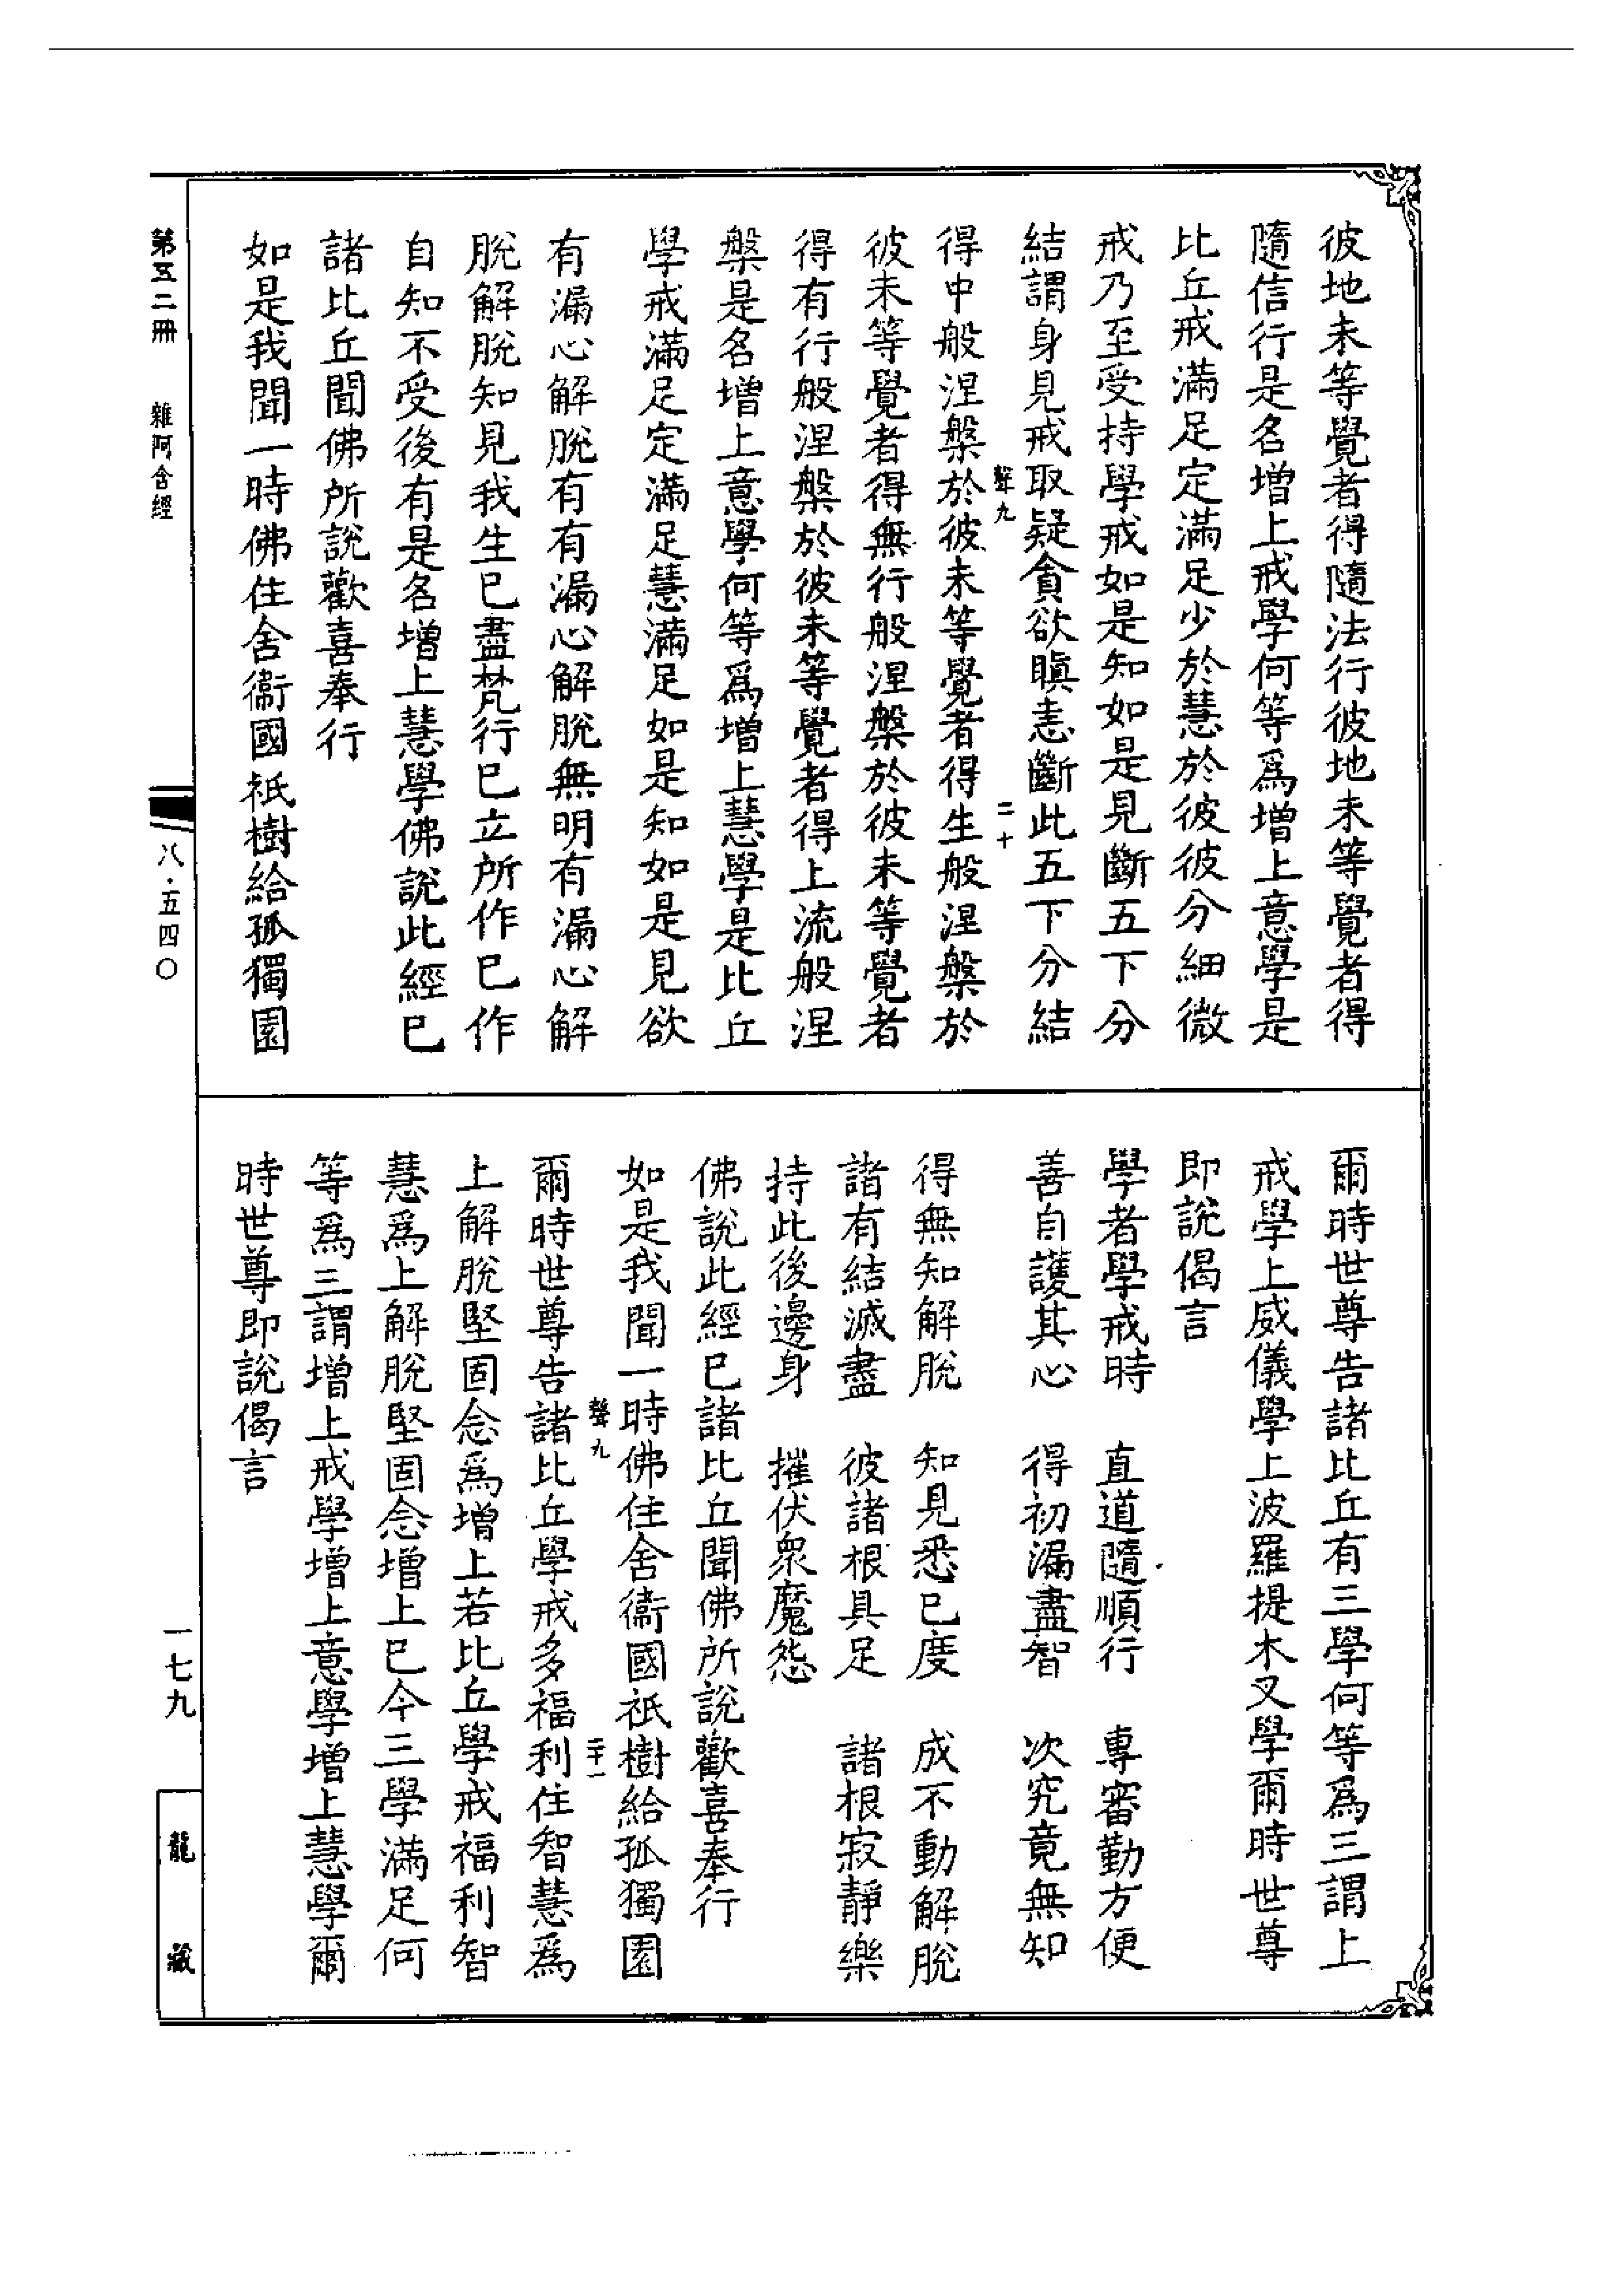 彼地未等覺者得隨法行彼地未等覺者得
隨信行是名增上戒學何等爲增上意學是
比丘戒滿足定滿足少於慧於彼彼分細微
戒乃至受持學戒如是知如是見斷五下分
結謂身見戒取疑貪欲瞋恚斷此五下分結
聲九 二十
得中般涅槃於彼未等覺者得生般涅槃於
彼未等覺者得無行般涅槃於彼未等覺者
得有行般涅槃於彼未等覺者得上流般涅
槃是名增上意學何等爲增上慧學是比丘
學戒滿足定滿足慧滿足如是知如是見欲
有漏心解脫有有漏心解脫無明有漏心解
脫解脫知見我生已盡梵行已立所作已作
自知不受後有是名增上慧學佛說此經已
諸比丘聞佛所說歡喜奉行
如是我聞一時佛住舍衞國祇樹給孤獨園
爾時世尊告諸比丘有三學何等爲三謂上
戒學上威儀學上波羅提木叉學爾時世尊
即說偈言
學者學戒時 直道隨順行 專審勤方便
善自護其心 得初漏盡智 次究竟無知
得無知解脫 知見悉已度 成不動解脫
諸有結滅盡 彼諸根具足 諸根寂靜樂
持此後邊身 摧伏衆魔怨
佛說此經已諸比丘聞佛所說歡喜奉行
如是我聞一時佛住舍衞國祇樹給孤獨園
聲九 二十一
爾時世尊告諸比丘學戒多福利住智慧爲
上解脫堅固念爲增上若比丘學戒福利智
慧爲上解脫堅固念增上已今三學滿足何
等爲三謂增上戒學增上意學增上慧學爾
時世尊即說偈言
第五二冊 雜阿含經
八·五四〇
一七九
龍藏